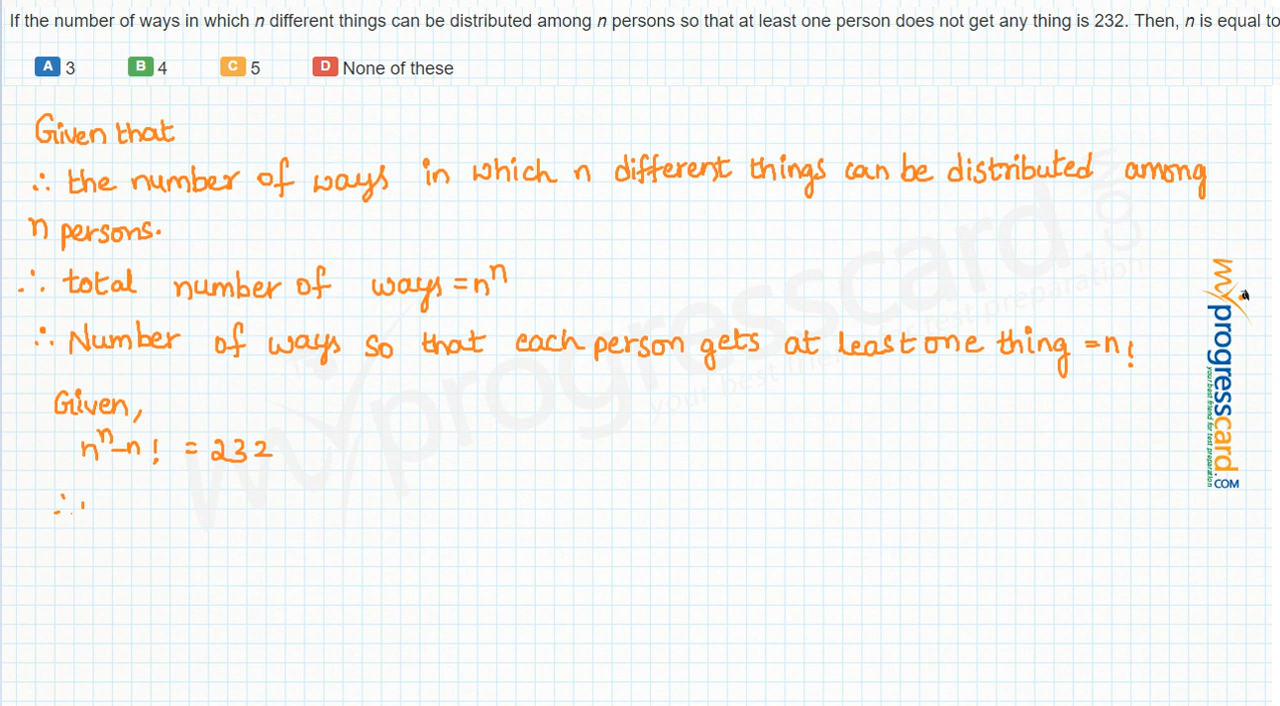 If the number of ways in which n different things can be distributed among n persons so that at least one person does not get any thing is 232. Then, n is equal to
A 3 B 4 C 5 D None of these
Given that
∴ the number of ways in which n different things can be distributed among
n persons.
∴ total number of ways = nⁿ
∴ Number of ways so that each person gets at least one thing = n!
Given,
nⁿ - n! = 232
∴
myprogresscard.COM
your best friend for test preparation